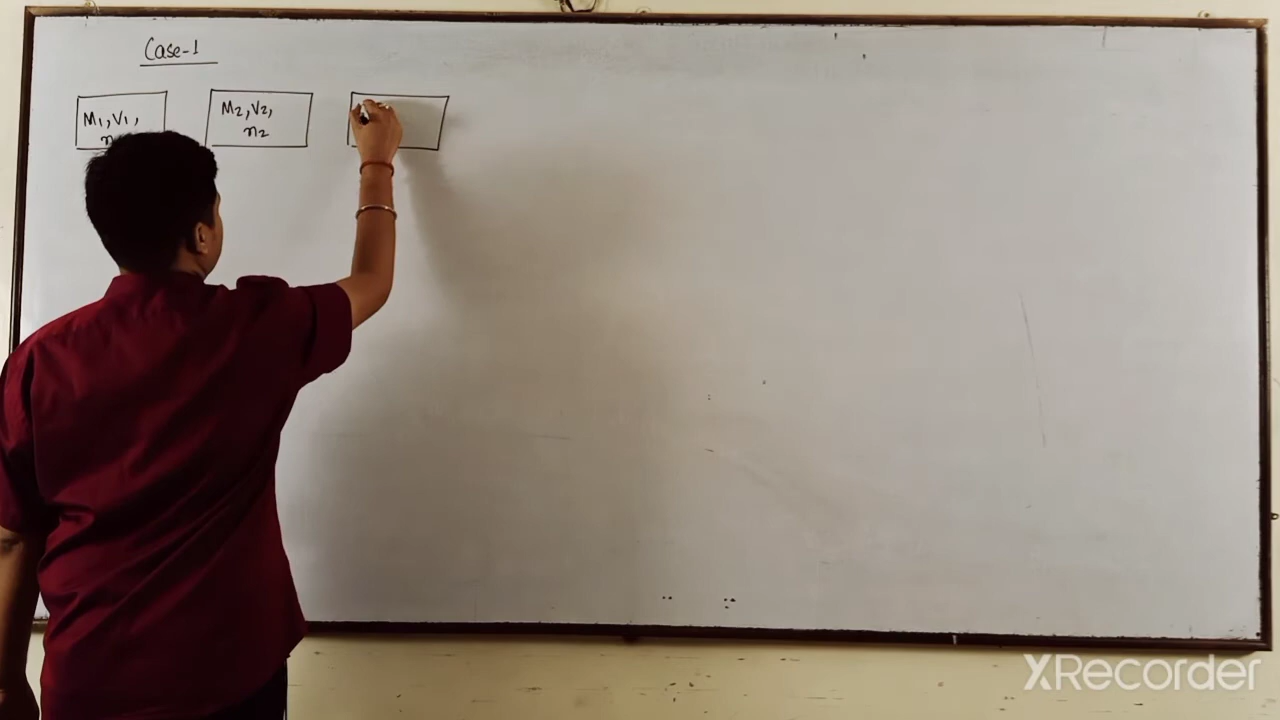 Case-1
M1, V1,
M2, V2,
n2
XRecorder